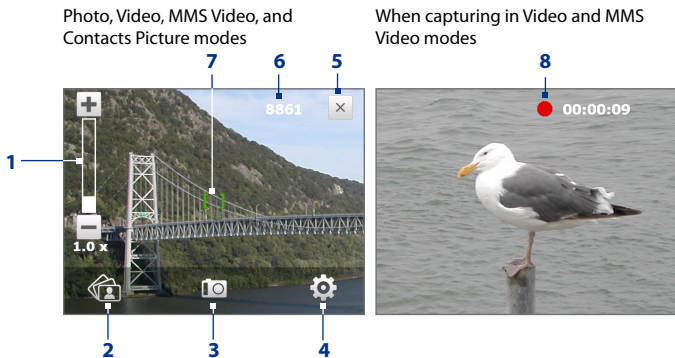 Photo, Video, MMS Video, and
Contacts Picture modes
When capturing in Video and MMS
Video modes
7
6
5
8
8861
00:00:09
1
1.0 x
2
3
4